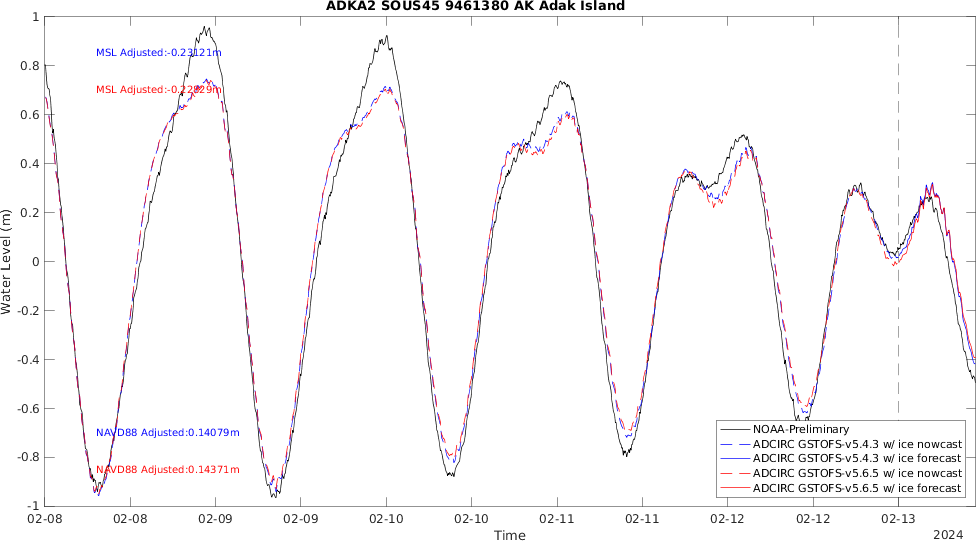 ADKA2 SOUS45 9461380 AK Adak Island
1
0.8
0.6
0.4
0.2
0
-0.2
-0.4
-0.6
-0.8
-1
Water Level (m)
MSL Adjusted:-0.23121m
MSL Adjusted:-0.22829m
NAVD88 Adjusted:0.14079m
NAVD88 Adjusted:0.14371m
NOAA-Preliminary
ADCIRC GSTOFS-v5.4.3 w/ ice nowcast
ADCIRC GSTOFS-v5.4.3 w/ ice forecast
ADCIRC GSTOFS-v5.6.5 w/ ice nowcast
ADCIRC GSTOFS-v5.6.5 w/ ice forecast
02-08 02-08 02-09 02-09 02-10 02-10 02-11 02-11 02-12 02-12 02-13
Time
2024